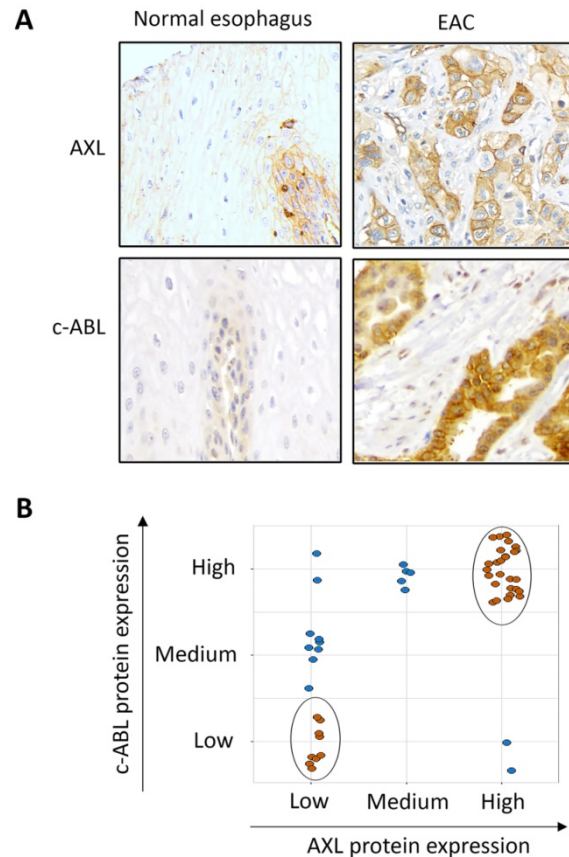 A
Normal esophagus
EAC
AXL
c-ABL
B
c-ABL protein expression
High
Medium
Low
Low
Medium
High
AXL protein expression